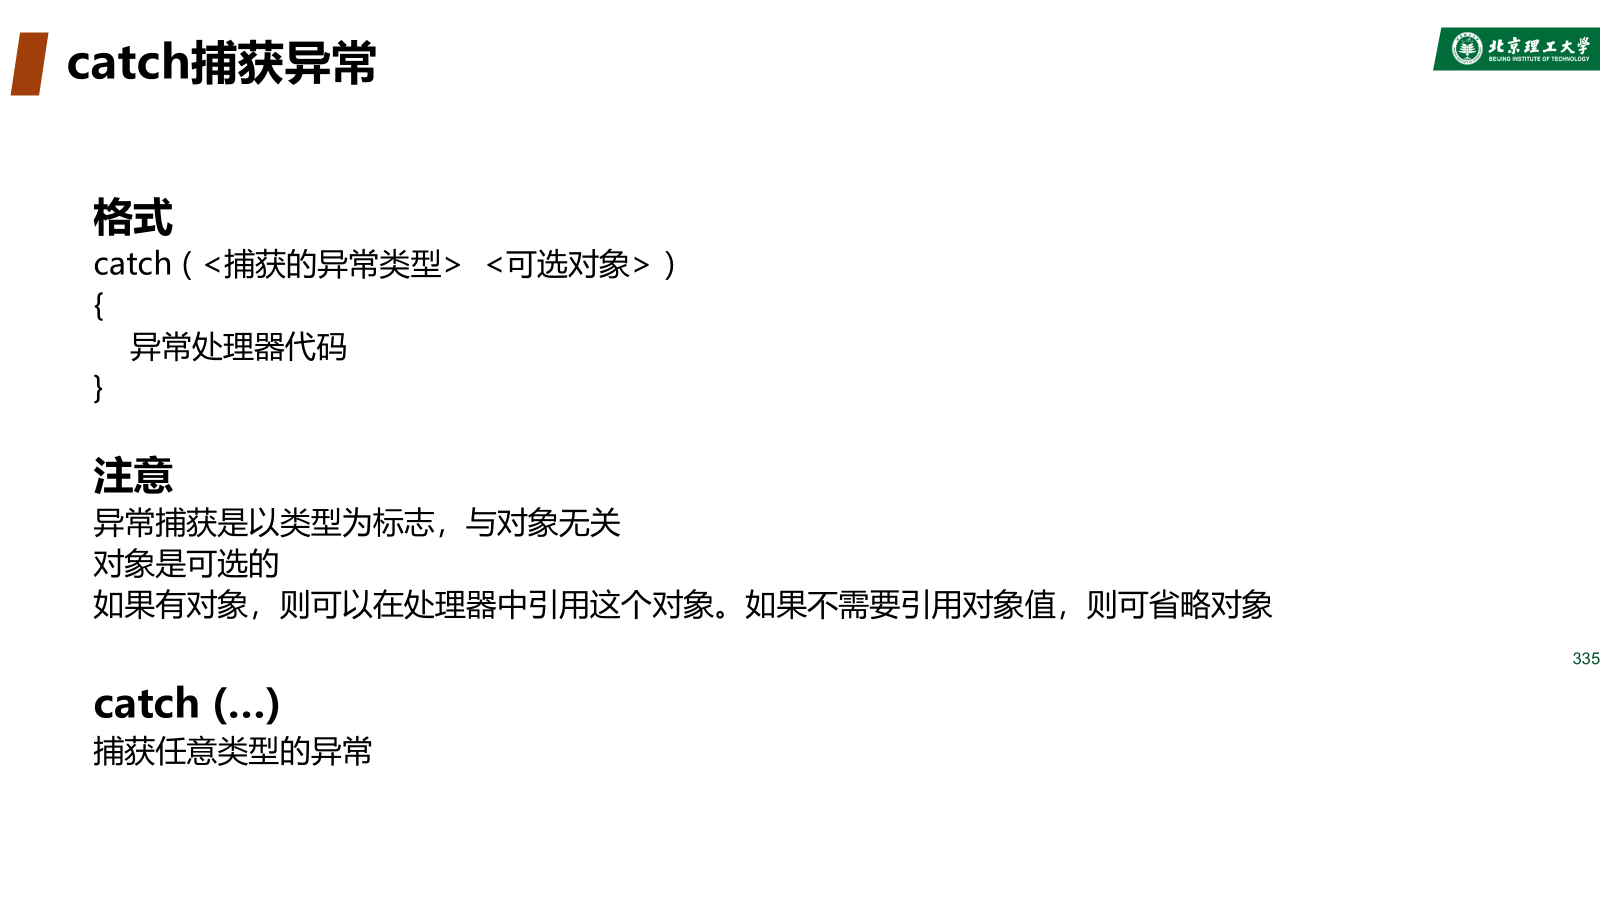 catch捕获异常
北京理工大学
BEIJING INSTITUTE OF TECHNOLOGY
格式
catch ( <捕获的异常类型> <可选对象> )
{
异常处理器代码
}
注意
异常捕获是以类型为标志，与对象无关
对象是可选的
如果有对象，则可以在处理器中引用这个对象。如果不需要引用对象值，则可省略对象
335
catch (…)
捕获任意类型的异常